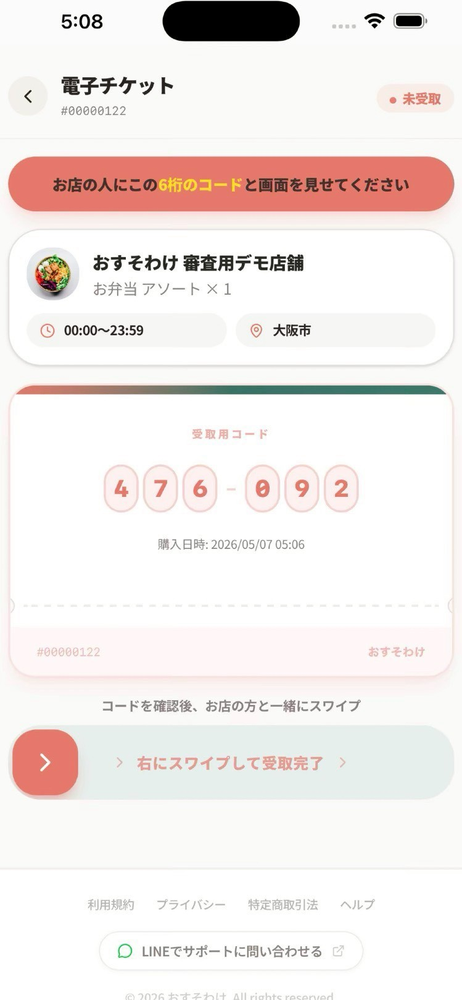 5:08
電子チケット
#00000122
未受取
お店の人にこの6桁のコードと画面を見せてください
おすそわけ 審査用デモ店舗
お弁当 アソート × 1
00:00〜23:59
大阪市
受取用コード
476-092
購入日時: 2026/05/07 05:06
#00000122
おすそわけ
コードを確認後、お店の方と一緒にスワイプ
右にスワイプして受取完了
利用規約 プライバシー 特定商取引法 ヘルプ
LINEでサポートに問い合わせる
© 2026 おすそわけ. All rights reserved.